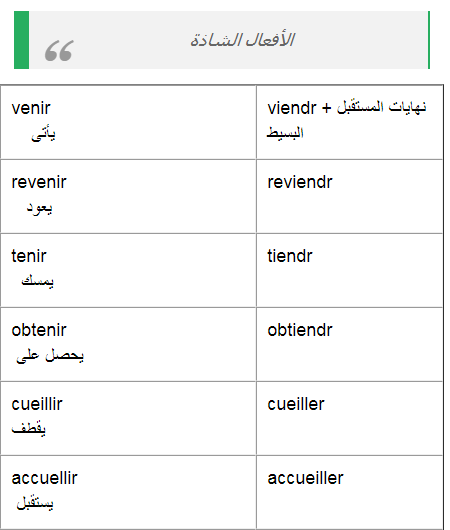 الأفعال الشاذة
venir
viendr + نهايات المستقبل
يأتى
البسيط
revenir
reviendr
يعود
tenir
tiendr
يمسك
obtenir
obtiendr
يحصل على
cueillir
cueiller
يقطف
accuellir
accueiller
يستقبل